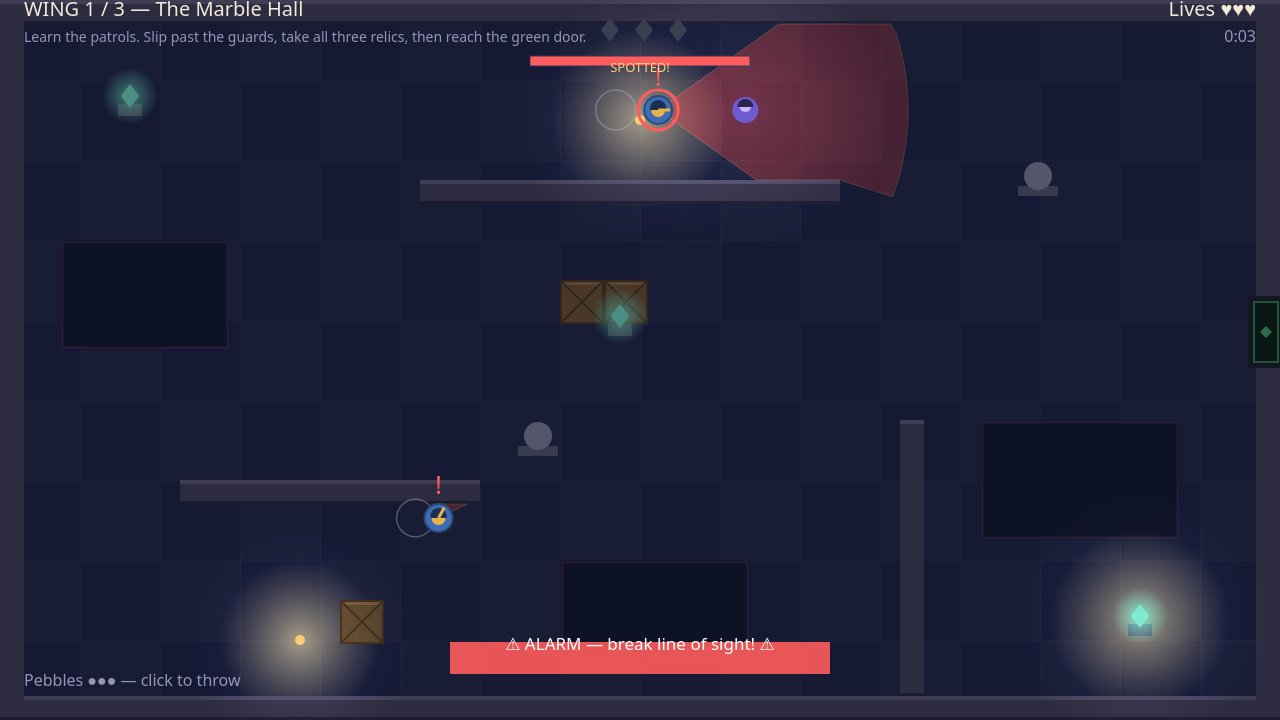 WING 1 / 3 — The Marble Hall
Lives ♥♥♥
Learn the patrols. Slip past the guards, take all three relics, then reach the green door.
0:03
SPOTTED!
!
!
⚠ ALARM — break line of sight! ⚠
Pebbles ●●● — click to throw